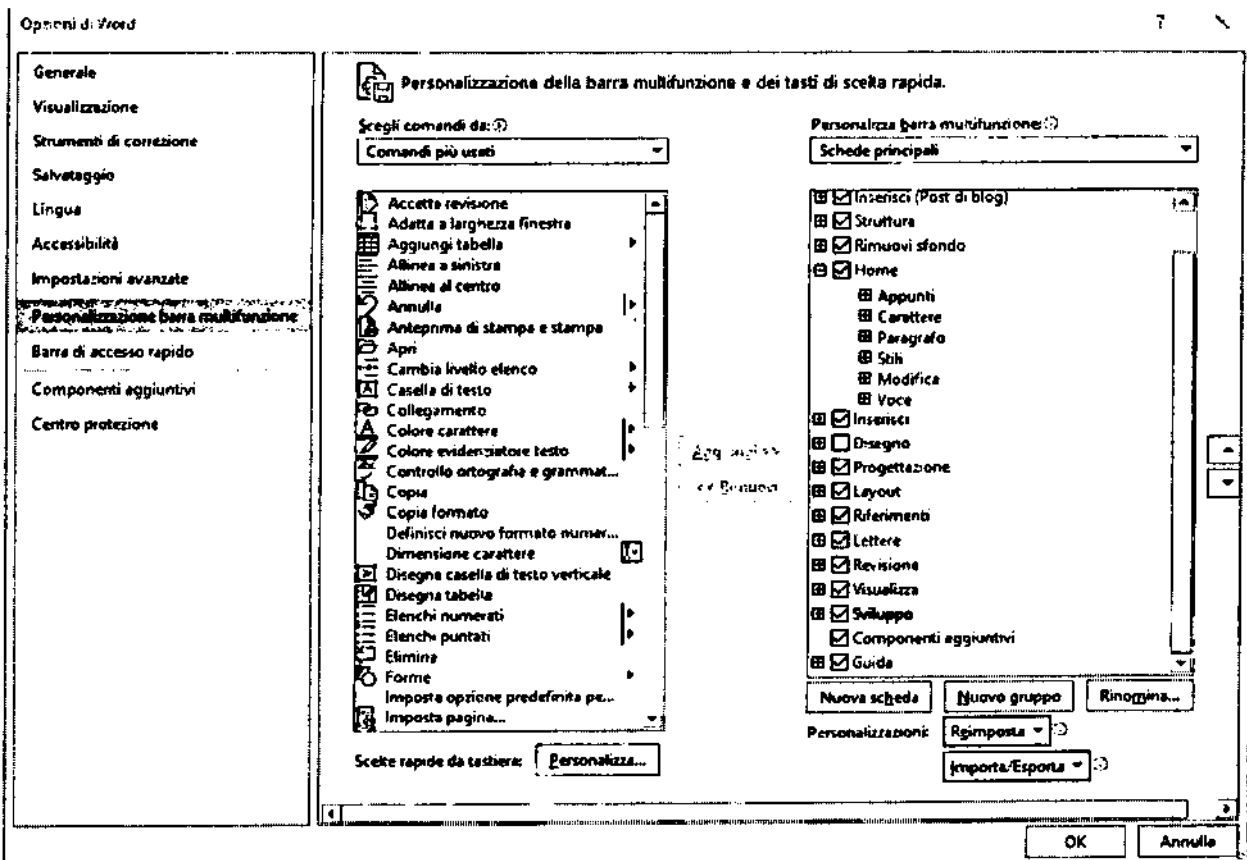 Opzioni di Word
?
Generale
Visualizzazione
Strumenti di correzione
Salvataggio
Lingua
Accessibilità
Impostazioni avanzate
Personalizzazione barra multifunzione
Barra di accesso rapido
Componenti aggiuntivi
Centro protezione
Personalizzazione della barra multifunzione e dei tasti di scelta rapida.
Scegli comandi da:
Comandi più usati
Accetta revisione
Adatta a larghezza finestra
Aggiungi tabella
Allinea a sinistra
Allinea al centro
Annulla
Anteprima di stampa e stampa
Apri
Cambia livello elenco
Casella di testo
Collegamento
Colore carattere
Colore evidenziatore testo
Controllo ortografia e grammat...
Copia
Copia formato
Definisci nuovo formato numer...
Dimensione carattere
Disegna casella di testo verticale
Disegna tabella
Elenchi numerati
Elenchi puntati
Elimina
Forme
Imposta opzione predefinita pe...
Imposta pagina...
Scelte rapide da tastiera:
Personalizza...
Aggiungi >>
<< Rimuovi
Personalizza barra multifunzione:
Schede principali
Inserisci (Post di blog)
Struttura
Rimuovi sfondo
Home
Appunti
Carattere
Paragrafo
Stili
Modifica
Voce
Inserisci
Disegno
Progettazione
Layout
Riferimenti
Lettere
Revisione
Visualizza
Sviluppo
Componenti aggiuntivi
Guida
Nuova scheda
Nuovo gruppo
Rinomina...
Personalizzazioni:
Reimposta
Importa/Esporta
OK
Annulla